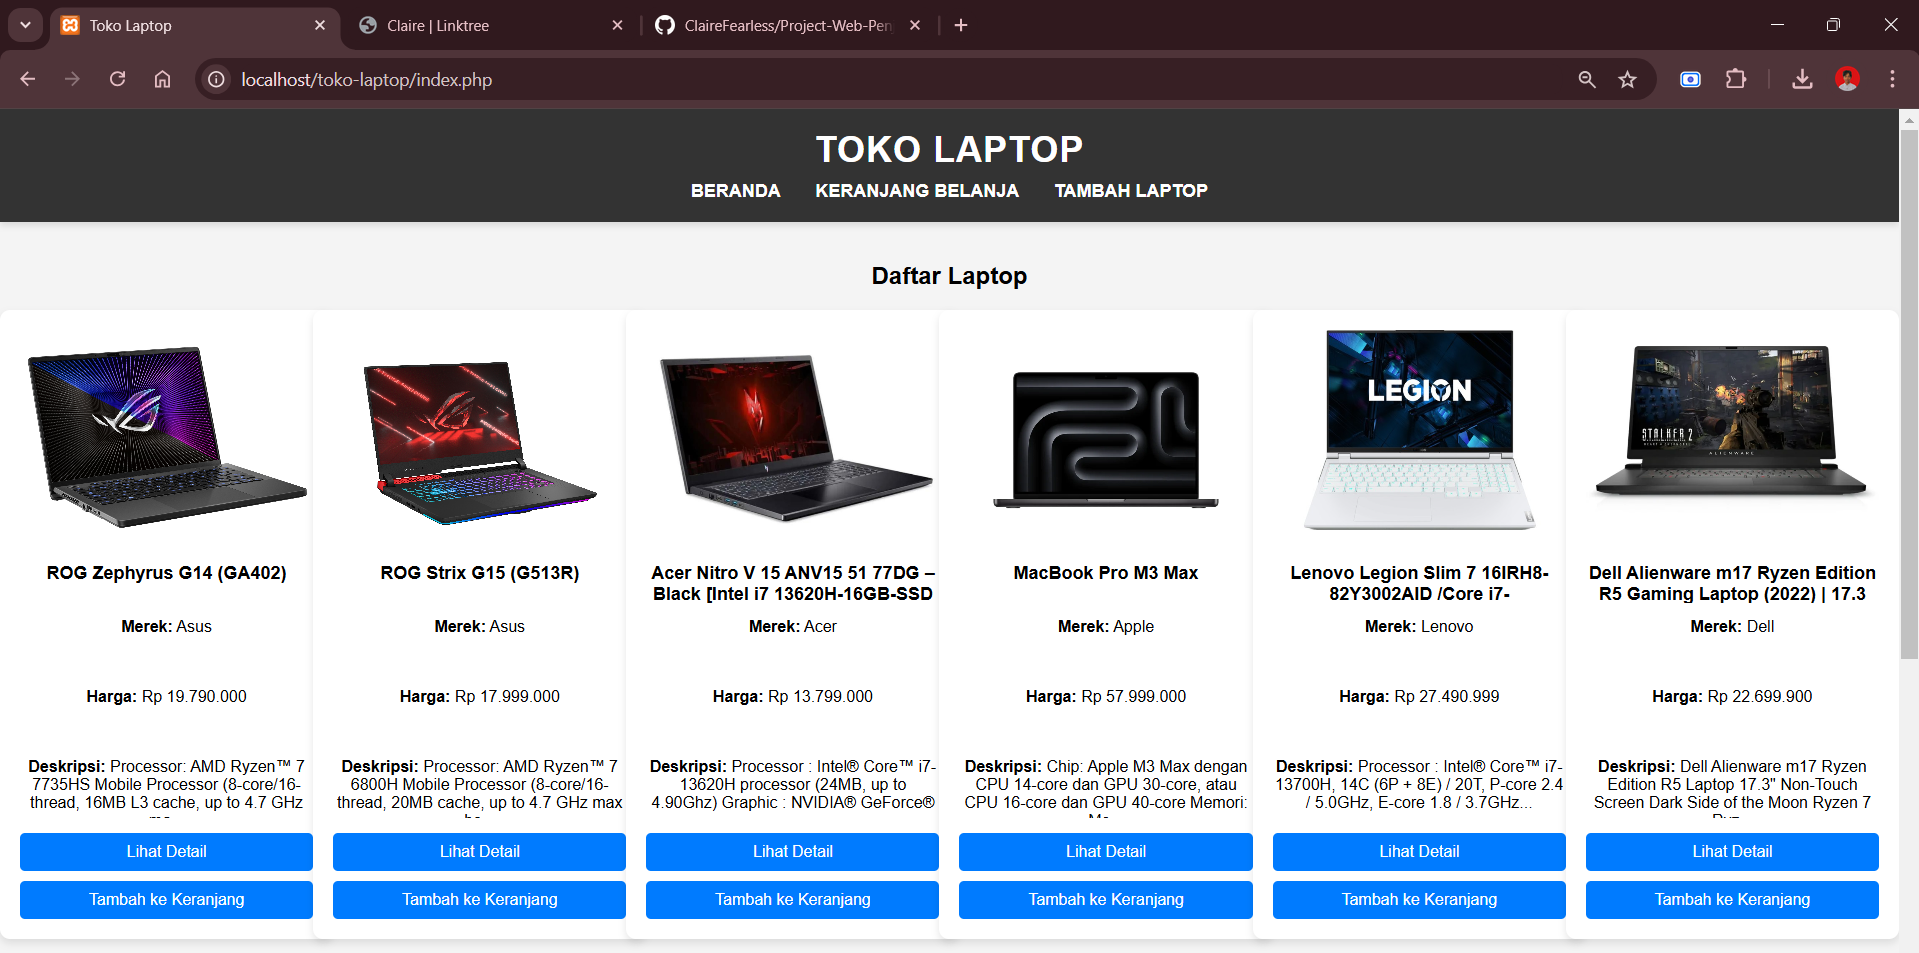 Toko Laptop
Claire | Linktree
ClaireFearless/Project-Web-Pen
localhost/toko-laptop/index.php
TOKO LAPTOP
BERANDA KERANJANG BELANJA TAMBAH LAPTOP
Daftar Laptop
LEGION
STALKER 2
ALIENWARE
ROG Zephyrus G14 (GA402)
Merek: Asus
Harga: Rp 19.790.000
Deskripsi: Processor: AMD Ryzen™ 7
7735HS Mobile Processor (8-core/16-
thread, 16MB L3 cache, up to 4.7 GHz
Lihat Detail
Tambah ke Keranjang
ROG Strix G15 (G513R)
Merek: Asus
Harga: Rp 17.999.000
Deskripsi: Processor: AMD Ryzen™ 7
6800H Mobile Processor (8-core/16-
thread, 20MB cache, up to 4.7 GHz max
Lihat Detail
Tambah ke Keranjang
Acer Nitro V 15 ANV15 51 77DG –
Black [Intel i7 13620H-16GB-SSD
Merek: Acer
Harga: Rp 13.799.000
Deskripsi: Processor : Intel® Core™ i7-
13620H processor (24MB, up to
4.90Ghz) Graphic : NVIDIA® GeForce®
Lihat Detail
Tambah ke Keranjang
MacBook Pro M3 Max
Merek: Apple
Harga: Rp 57.999.000
Deskripsi: Chip: Apple M3 Max dengan
CPU 14-core dan GPU 30-core, atau
CPU 16-core dan GPU 40-core Memori:
Lihat Detail
Tambah ke Keranjang
Lenovo Legion Slim 7 16IRH8-
82Y3002AID /Core i7-
Merek: Lenovo
Harga: Rp 27.490.999
Deskripsi: Processor : Intel® Core™ i7-
13700H, 14C (6P + 8E) / 20T, P-core 2.4
/ 5.0GHz, E-core 1.8 / 3.7GHz...
Lihat Detail
Tambah ke Keranjang
Dell Alienware m17 Ryzen Edition
R5 Gaming Laptop (2022) | 17.3
Merek: Dell
Harga: Rp 22.699.900
Deskripsi: Dell Alienware m17 Ryzen
Edition R5 Laptop 17.3" Non-Touch
Screen Dark Side of the Moon Ryzen 7
Lihat Detail
Tambah ke Keranjang